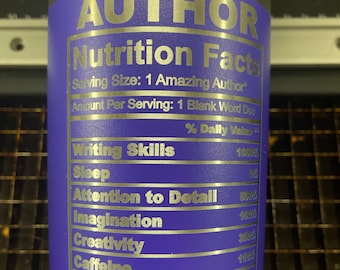 AUTHOR
Nutrition Facts
Serving Size: 1 Amazing Author*
Amount Per Serving: 1 Blank Word Doc
% Daily Value **
Writing Skills
Sleep
Attention to Detail
Imagination
Creativity
Caffeine